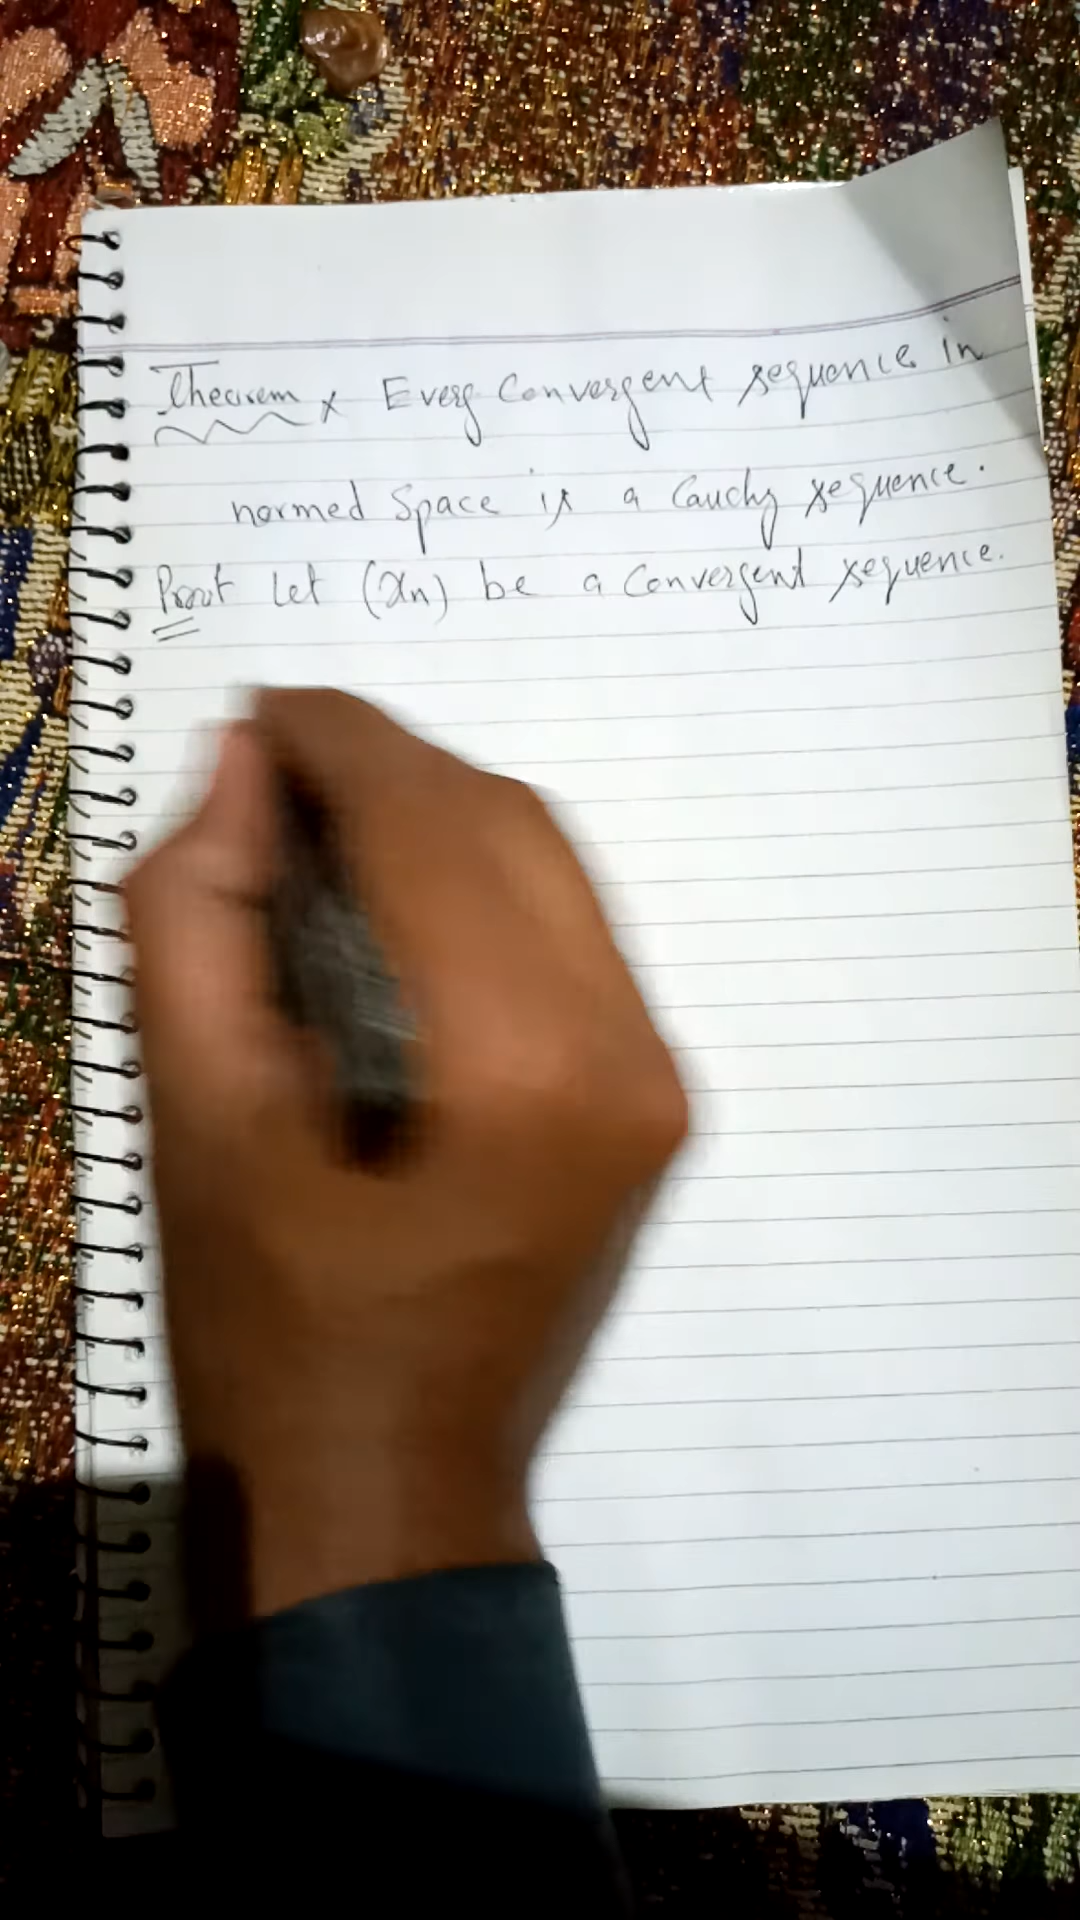 Theorem x Every Convergent sequence in
normed Space is a Cauchy sequence.
Proof Let (xn) be a Convergent sequence.